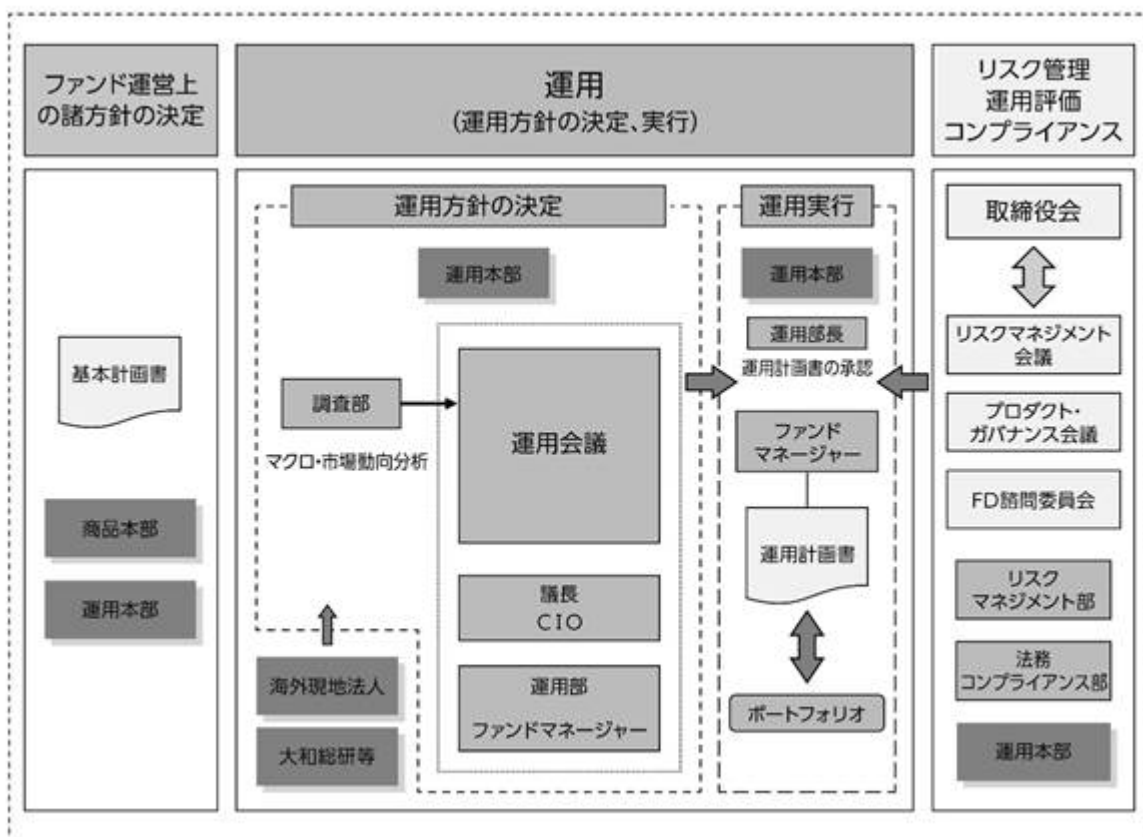 ファンド運営上
の諸方針の決定
基本計画書
商品本部
運用本部
運用
(運用方針の決定、実行)
運用方針の決定
運用本部
調査部
マクロ・市場動向分析
運用会議
議長
CIO
運用部
ファンドマネージャー
海外現地法人
大和総研等
運用実行
運用本部
運用部長
運用計画書の承認
ファンド
マネージャー
運用計画書
ポートフォリオ
リスク管理
運用評価
コンプライアンス
取締役会
リスクマネジメント
会議
プロダクト・
ガバナンス会議
FD諮問委員会
リスク
マネジメント部
法務
コンプライアンス部
運用本部